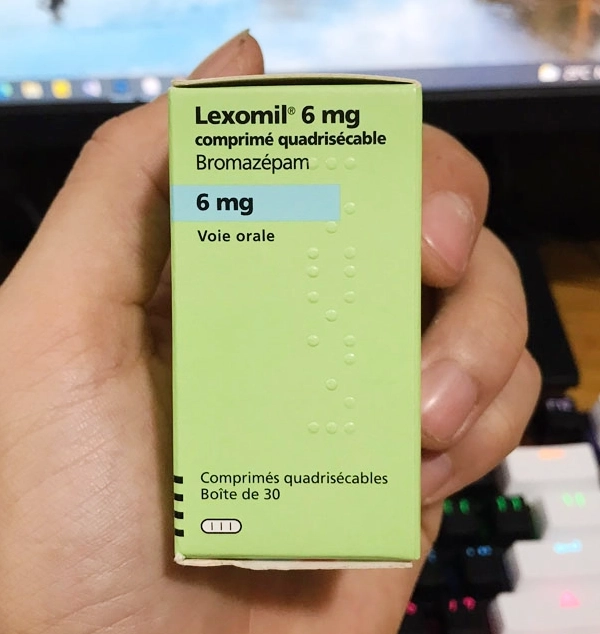 Lexomil® 6 mg
comprimé quadrisécable
Bromazépam
6 mg
Voie orale
Comprimés quadrisécables
Boîte de 30